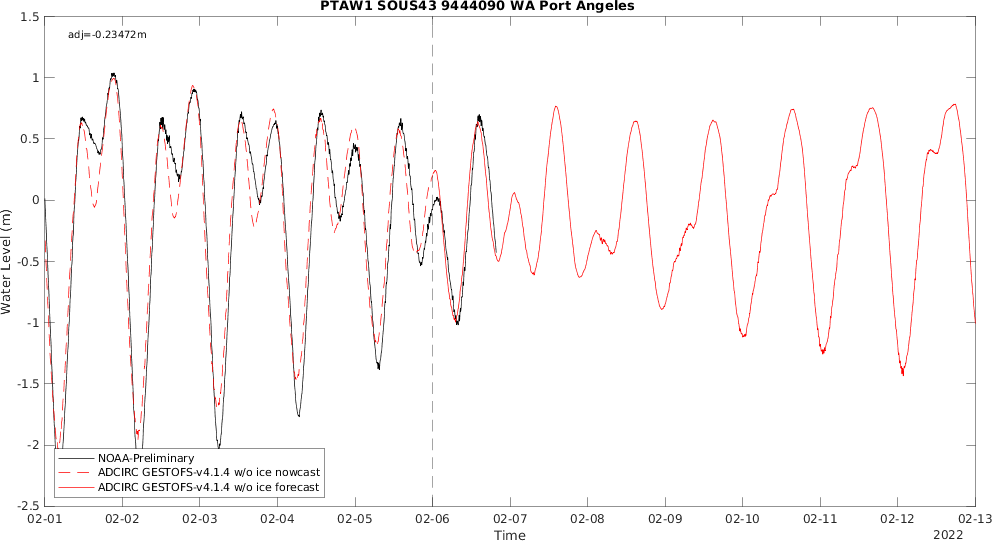 PTAW1 SOUS43 9444090 WA Port Angeles
adj=-0.23472m
1.5
1
0.5
0
-0.5
-1
-1.5
-2
-2.5
Water Level (m)
NOAA-Preliminary
ADCIRC GESTOFS-v4.1.4 w/o ice nowcast
ADCIRC GESTOFS-v4.1.4 w/o ice forecast
02-01 02-02 02-03 02-04 02-05 02-06 02-07 02-08 02-09 02-10 02-11 02-12 02-13
Time
2022